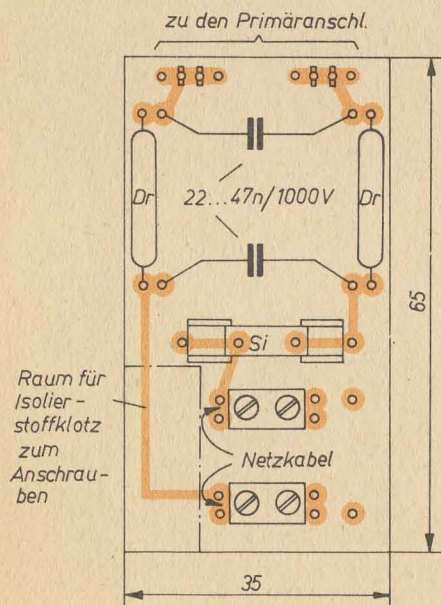 zu den Primäranschl.
Dr
22...47n/1000V
Dr
65
Si
Raum für
Isolier-
stoffklotz
zum
Anschrau-
ben
Netzkabel
35